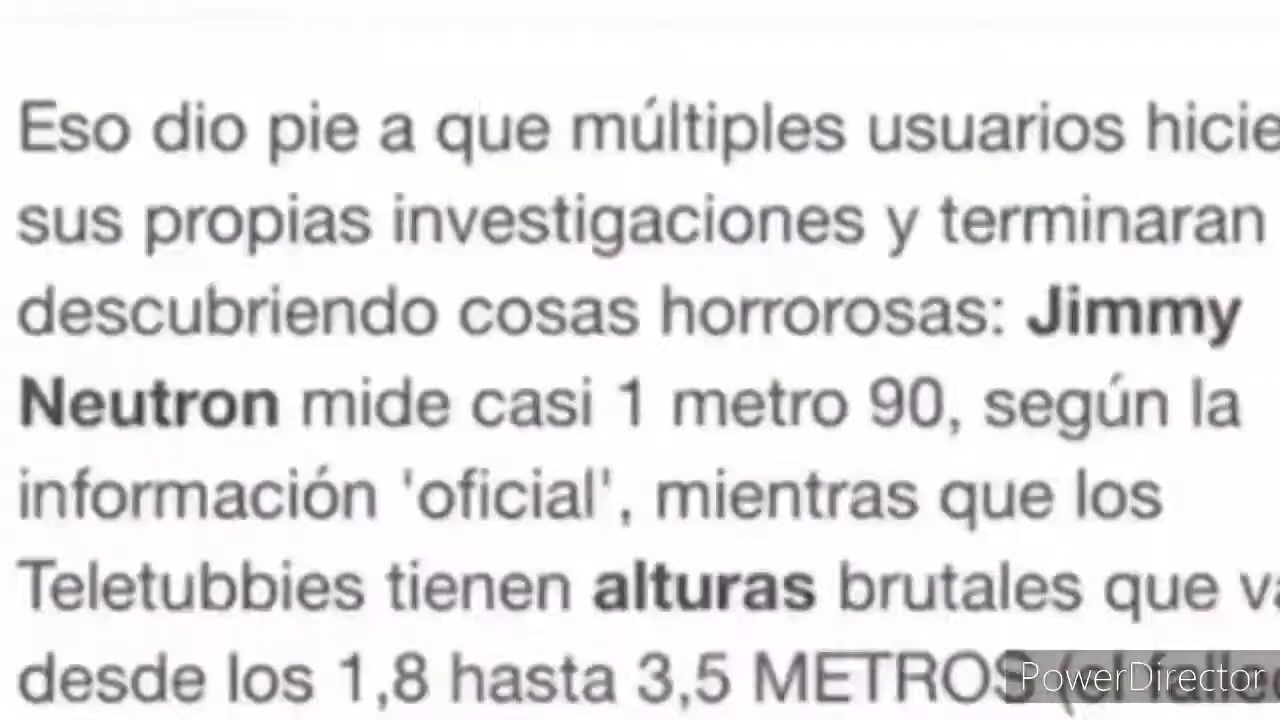 Eso dio pie a que múltiples usuarios hicie
sus propias investigaciones y terminaran
descubriendo cosas horrorosas: Jimmy
Neutron mide casi 1 metro 90, según la
información 'oficial', mientras que los
Teletubbies tienen alturas brutales que va
desde los 1,8 hasta 3,5 METROS
PowerDirector